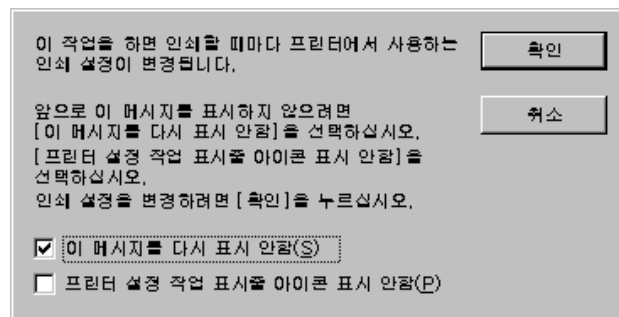 이 작업을 하면 인쇄할 때마다 프린터에서 사용하는
인쇄 설정이 변경됩니다.
확인
앞으로 이 메시지를 표시하지 않으려면
[이 메시지를 다시 표시 안함]을 선택하십시오.
취소
[프린터 설정 작업 표시줄 아이콘 표시 안함]을
선택하십시오.
인쇄 설정을 변경하려면 [확인]을 누르십시오.
이 메시지를 다시 표시 안함(S)
프린터 설정 작업 표시줄 아이콘 표시 안함(P)